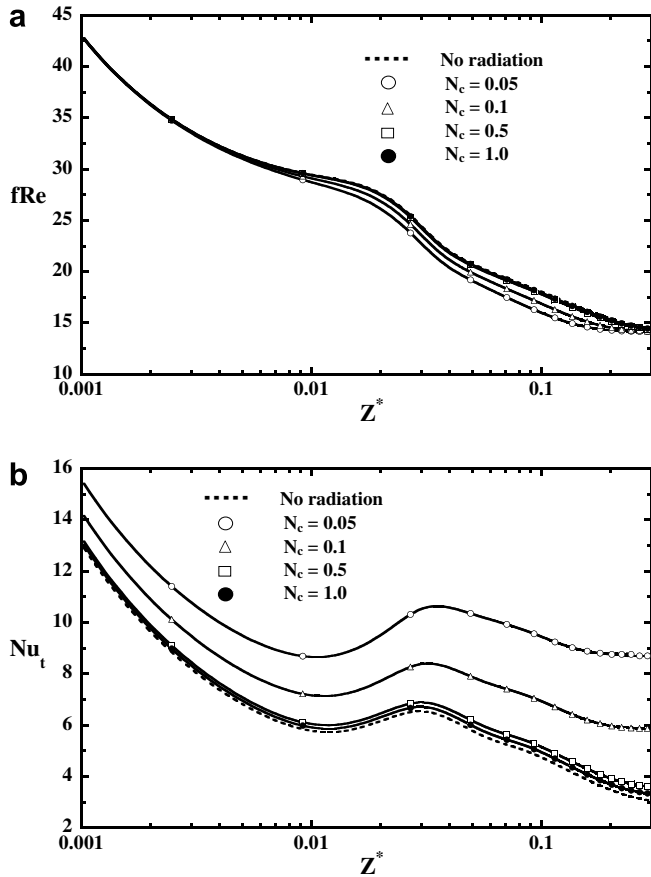 a
45
40
35
30
25
20
15
10
fRe
No radiation
N_c = 0.05
N_c = 0.1
N_c = 0.5
N_c = 1.0
0.001
0.01
0.1
Z*
b
16
14
12
10
8
6
4
2
Nu_t
No radiation
N_c = 0.05
N_c = 0.1
N_c = 0.5
N_c = 1.0
0.001
0.01
0.1
Z*